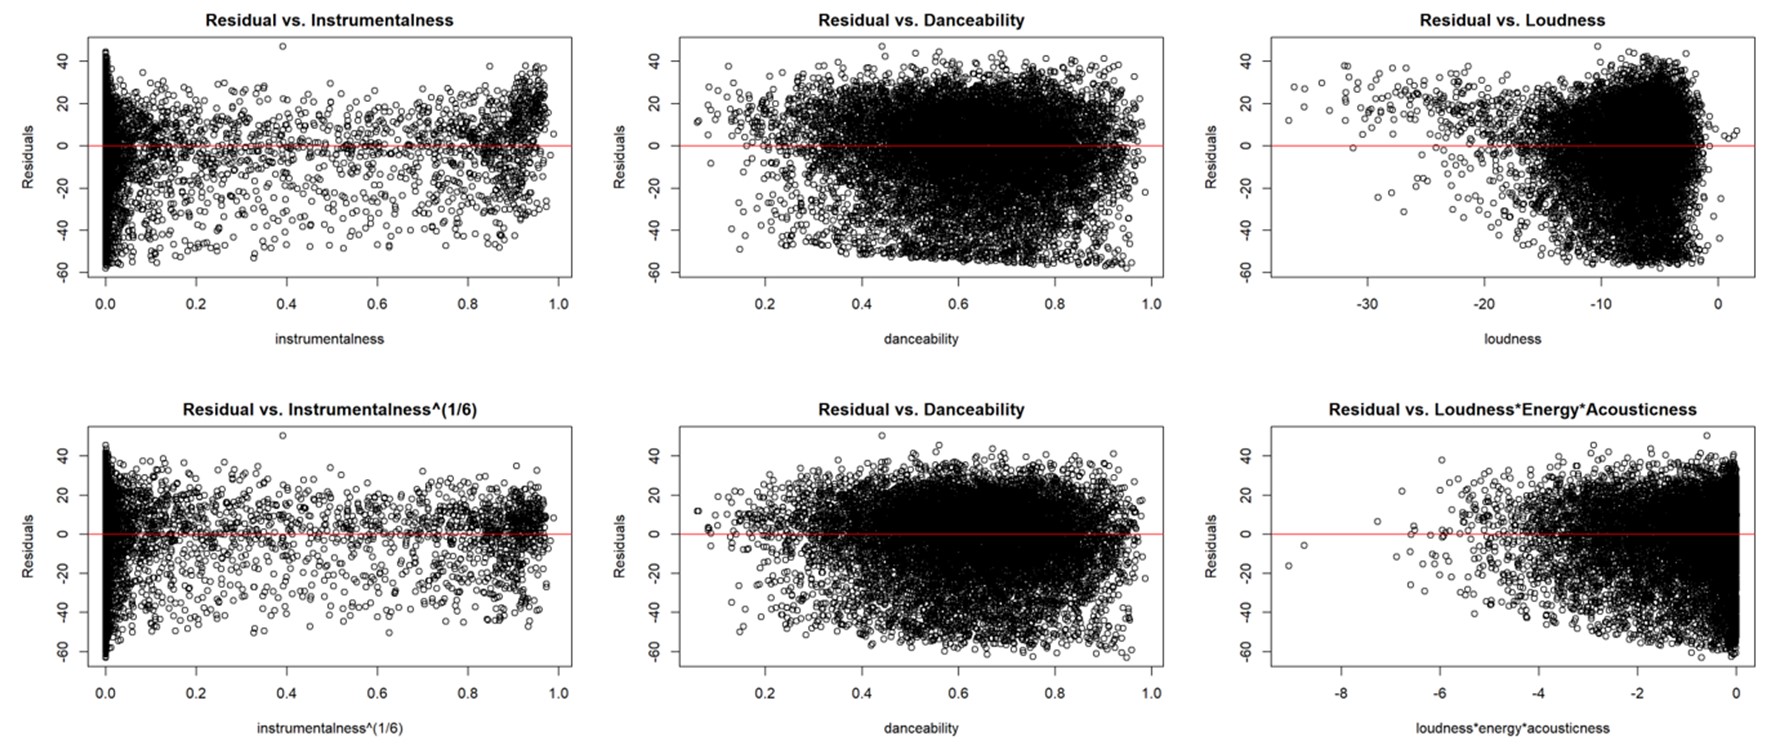 Residual vs. Instrumentalness
Residuals
40
20
0
-20
-40
-60
0.0 0.2 0.4 0.6 0.8 1.0
instrumentalness
Residual vs. Danceability
Residuals
40
20
0
-20
-40
-60
0.2 0.4 0.6 0.8 1.0
danceability
Residual vs. Loudness
Residuals
40
20
0
-20
-40
-60
-30 -20 -10 0
loudness
Residual vs. Instrumentalness^(1/6)
Residuals
40
20
0
-20
-40
-60
0.0 0.2 0.4 0.6 0.8 1.0
instrumentalness^(1/6)
Residual vs. Danceability
Residuals
40
20
0
-20
-40
-60
0.2 0.4 0.6 0.8 1.0
danceability
Residual vs. Loudness*Energy*Acousticness
Residuals
40
20
0
-20
-40
-60
-8 -6 -4 -2 0
loudness*energy*acousticness